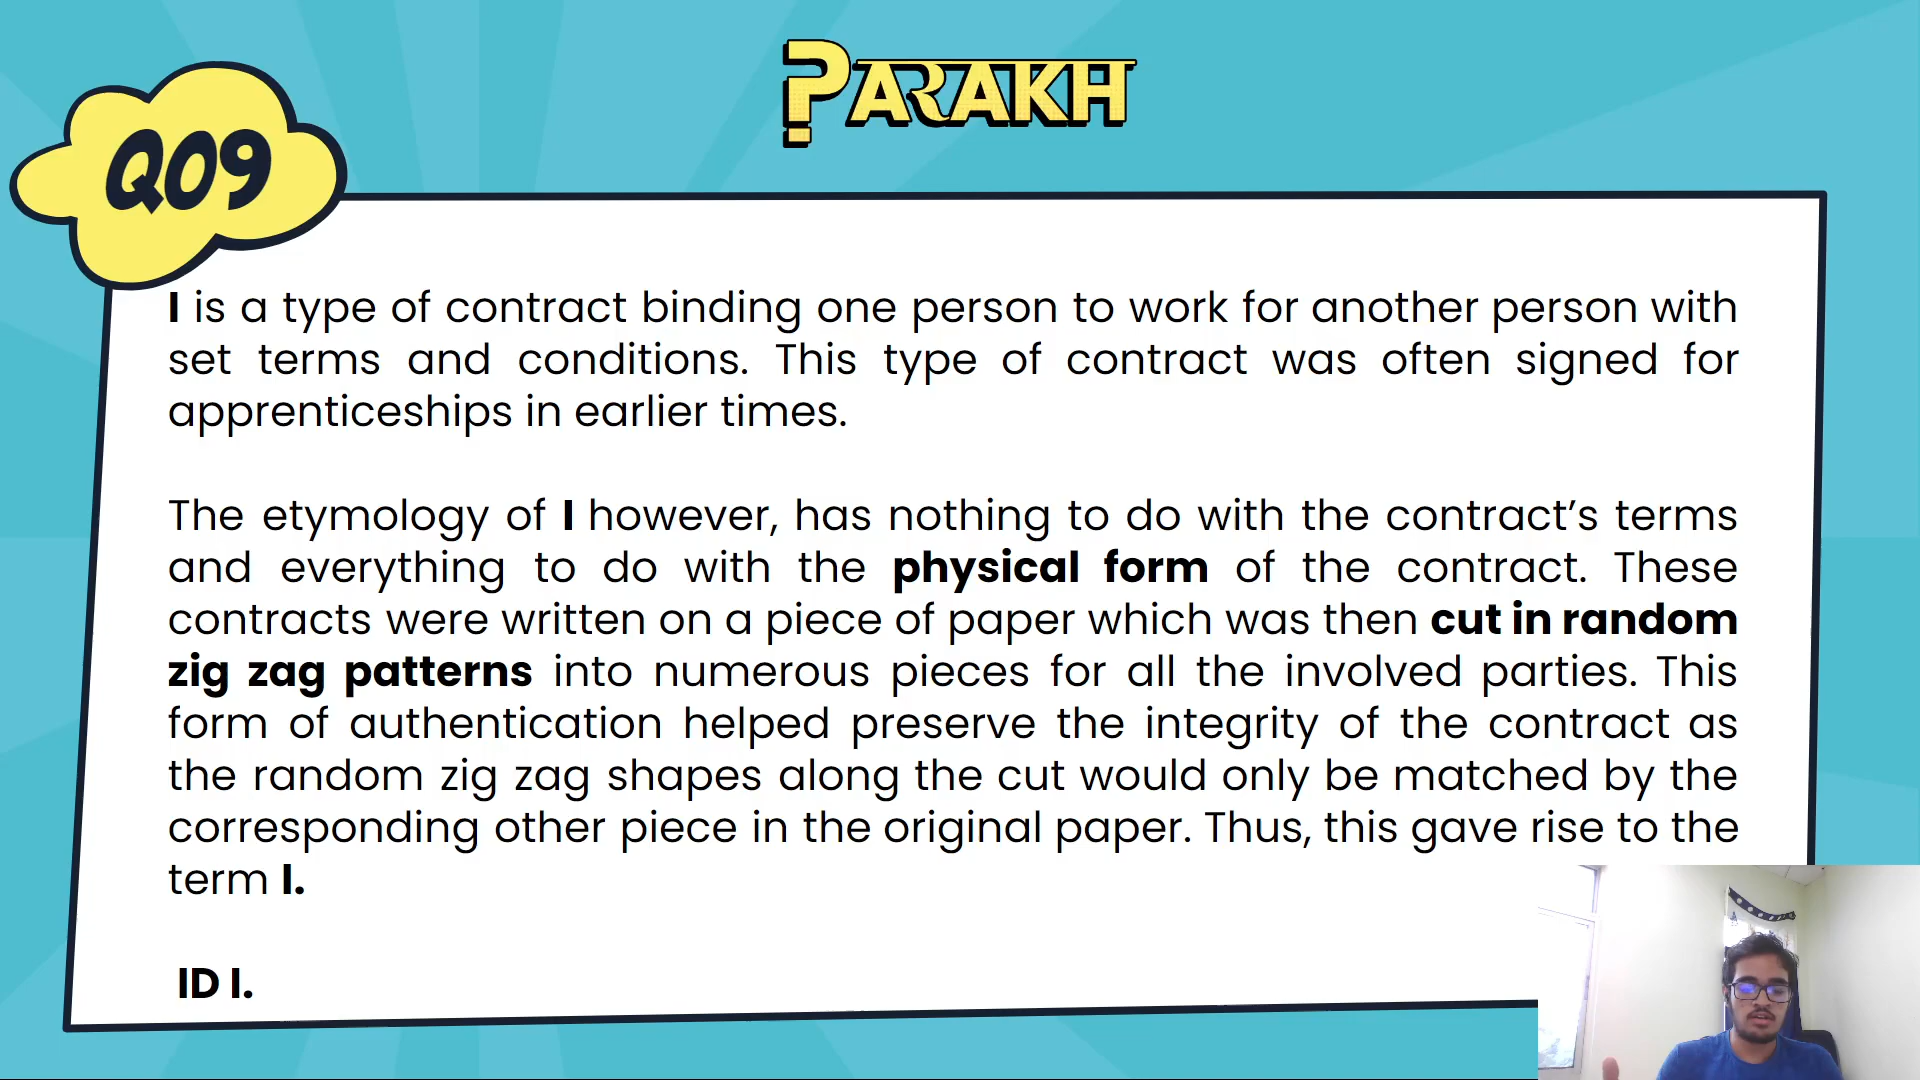 ?ARAKH
Q09
I is a type of contract binding one person to work for another person with
set terms and conditions. This type of contract was often signed for
apprenticeships in earlier times.
The etymology of I however, has nothing to do with the contract’s terms
and everything to do with the physical form of the contract. These
contracts were written on a piece of paper which was then cut in random
zig zag patterns into numerous pieces for all the involved parties. This
form of authentication helped preserve the integrity of the contract as
the random zig zag shapes along the cut would only be matched by the
corresponding other piece in the original paper. Thus, this gave rise to the
term I.
ID I.